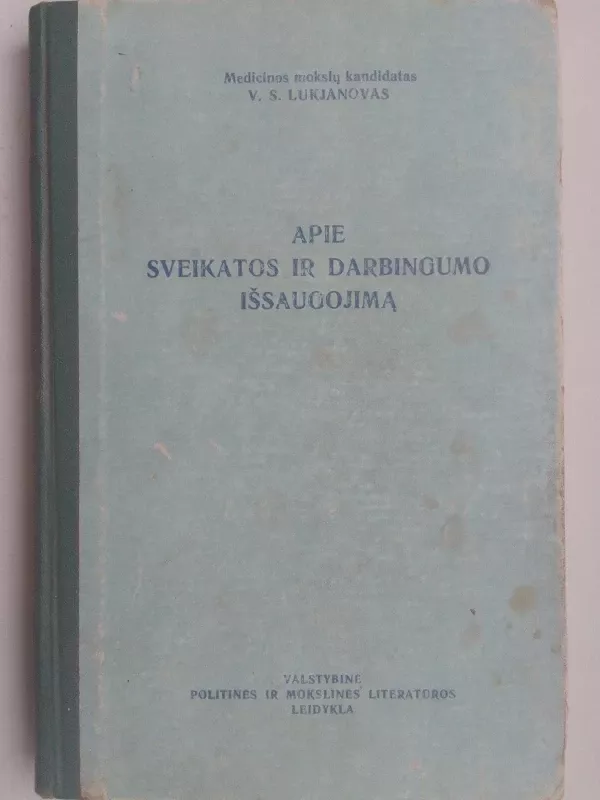 Medicinos mokslų kandidatas
V. S. LUKJANOVAS
APIE
SVEIKATOS IR DARBINGUMO
IŠSAUGOJIMĄ
VALSTYBINĖ
POLITINĖS IR MOKSLINĖS LITERATŪROS
LEIDYKLA